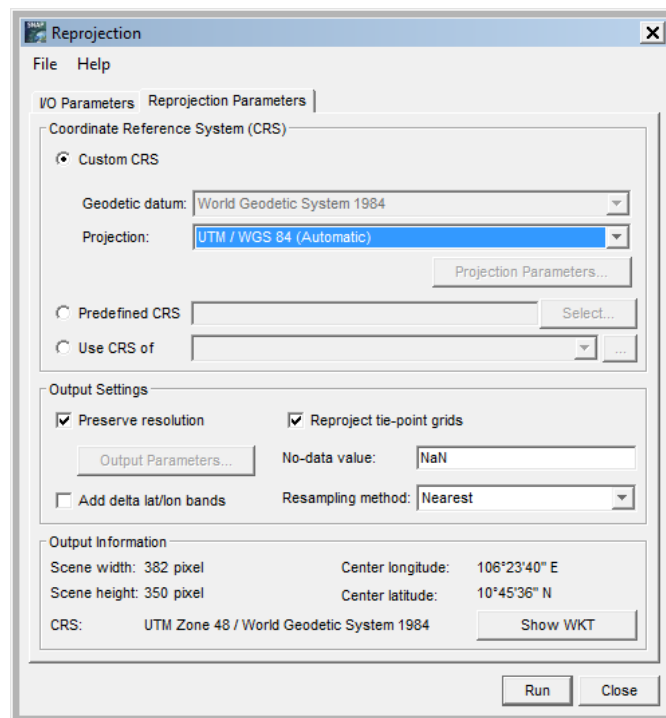 SNAP
Reprojection
File Help
I/O Parameters Reprojection Parameters
Coordinate Reference System (CRS)
Custom CRS
Geodetic datum: World Geodetic System 1984
Projection: UTM / WGS 84 (Automatic)
Projection Parameters...
Predefined CRS Select...
Use CRS of ...
Output Settings
Preserve resolution Reproject tie-point grids
Output Parameters... No-data value: NaN
Add delta lat/lon bands Resampling method: Nearest
Output Information
Scene width: 382 pixel Center longitude: 106°23'40" E
Scene height: 350 pixel Center latitude: 10°45'36" N
CRS: UTM Zone 48 / World Geodetic System 1984 Show WKT
Run Close